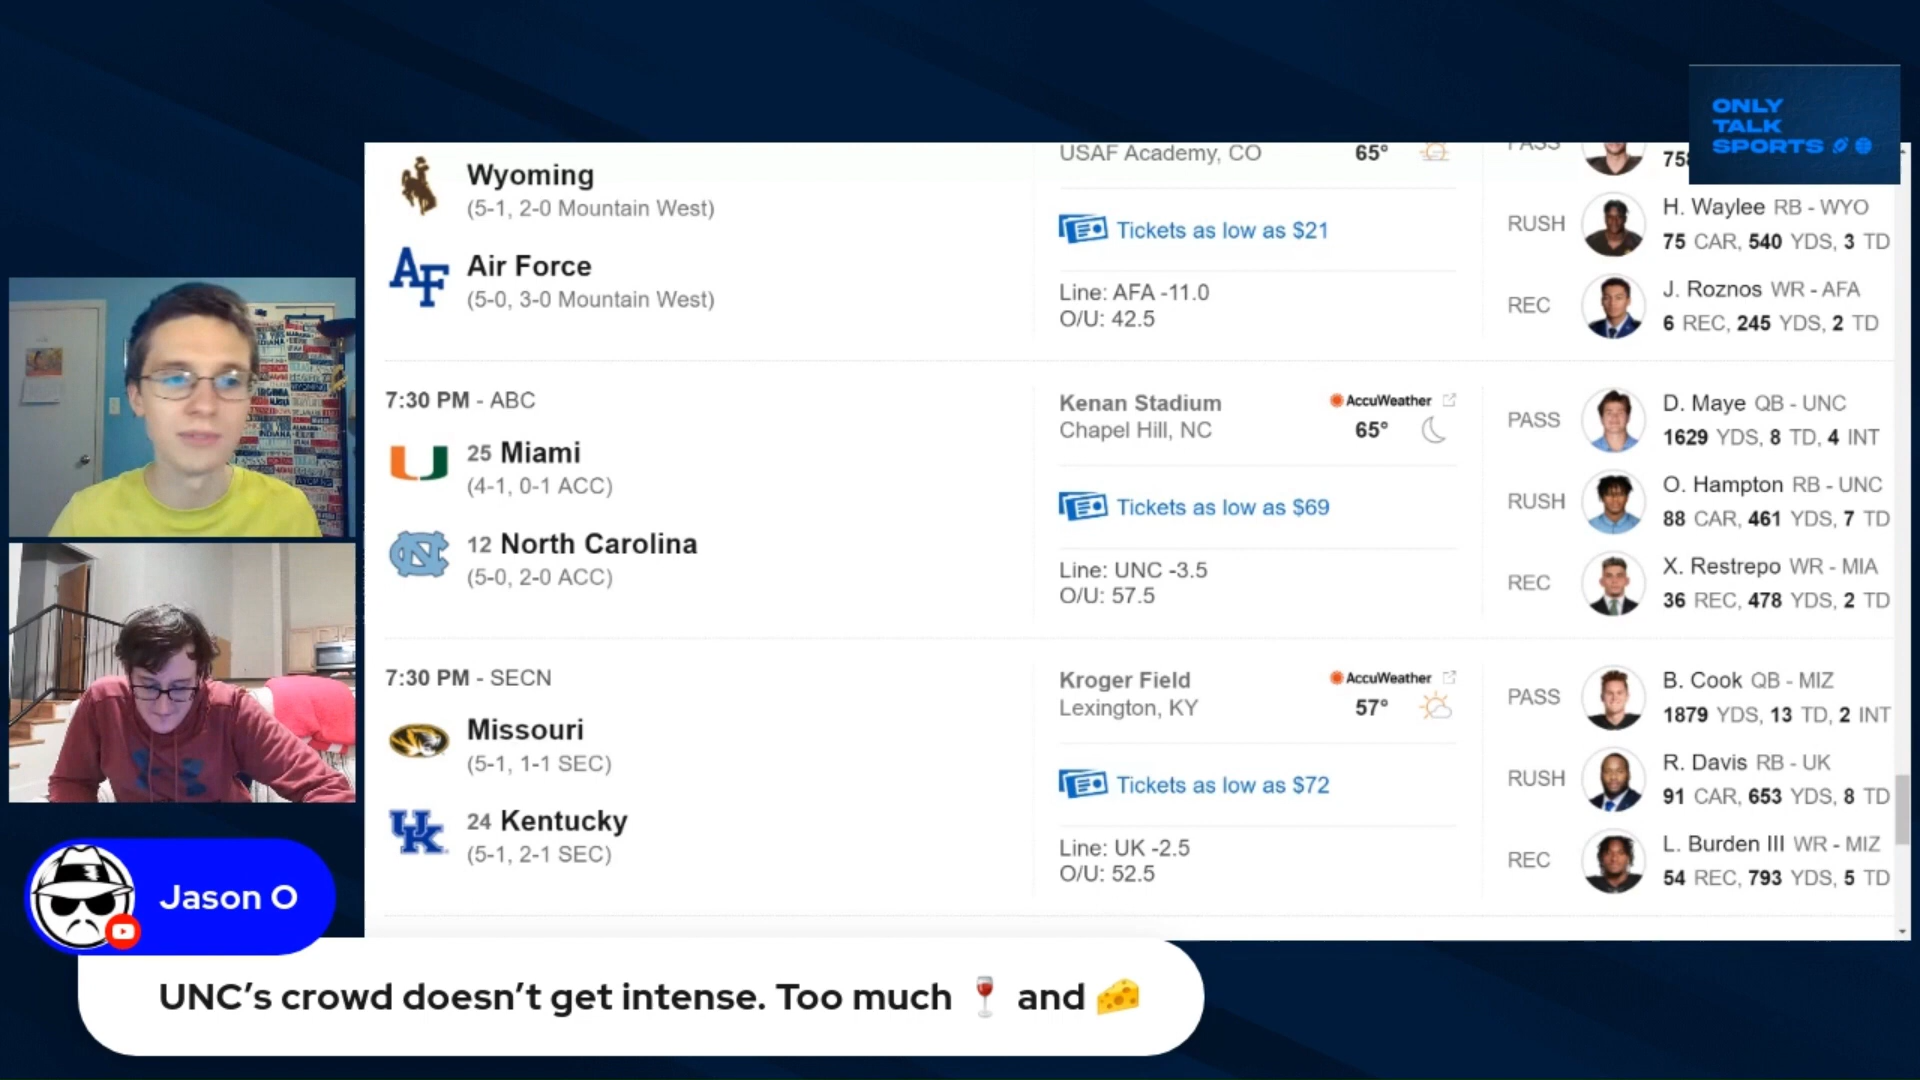 ONLY
TALK
SPORTS
Wyoming
(5-1, 2-0 Mountain West)
Air Force
(5-0, 3-0 Mountain West)
USAF Academy, CO
65°
Tickets as low as $21
Line: AFA -11.0
O/U: 42.5
PASS
RUSH
H. Waylee RB - WYO
75 CAR, 540 YDS, 3 TD
REC
J. Roznos WR - AFA
6 REC, 245 YDS, 2 TD
7:30 PM - ABC
25 Miami
(4-1, 0-1 ACC)
12 North Carolina
(5-0, 2-0 ACC)
Kenan Stadium
Chapel Hill, NC
AccuWeather
65°
Tickets as low as $69
Line: UNC -3.5
O/U: 57.5
PASS
D. Maye QB - UNC
1629 YDS, 8 TD, 4 INT
RUSH
O. Hampton RB - UNC
88 CAR, 461 YDS, 7 TD
REC
X. Restrepo WR - MIA
36 REC, 478 YDS, 2 TD
7:30 PM - SECN
Missouri
(5-1, 1-1 SEC)
24 Kentucky
(5-1, 2-1 SEC)
Kroger Field
Lexington, KY
AccuWeather
57°
Tickets as low as $72
Line: UK -2.5
O/U: 52.5
PASS
B. Cook QB - MIZ
1879 YDS, 13 TD, 2 INT
RUSH
R. Davis RB - UK
91 CAR, 653 YDS, 8 TD
REC
L. Burden III WR - MIZ
54 REC, 793 YDS, 5 TD
Jason O
UNC’s crowd doesn’t get intense. Too much 🍷 and 🧀